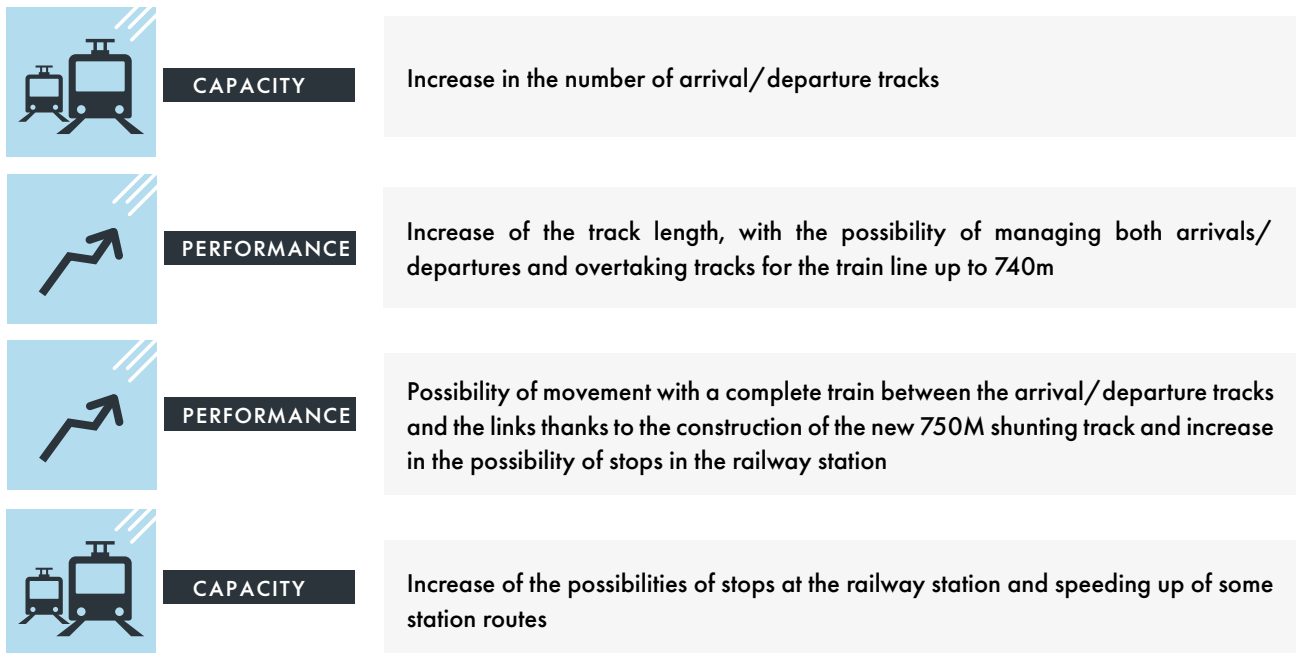 CAPACITY
Increase in the number of arrival/departure tracks
PERFORMANCE
Increase of the track length, with the possibility of managing both arrivals/
departures and overtaking tracks for the train line up to 740m
PERFORMANCE
Possibility of movement with a complete train between the arrival/departure tracks
and the links thanks to the construction of the new 750M shunting track and increase
in the possibility of stops in the railway station
CAPACITY
Increase of the possibilities of stops at the railway station and speeding up of some
station routes